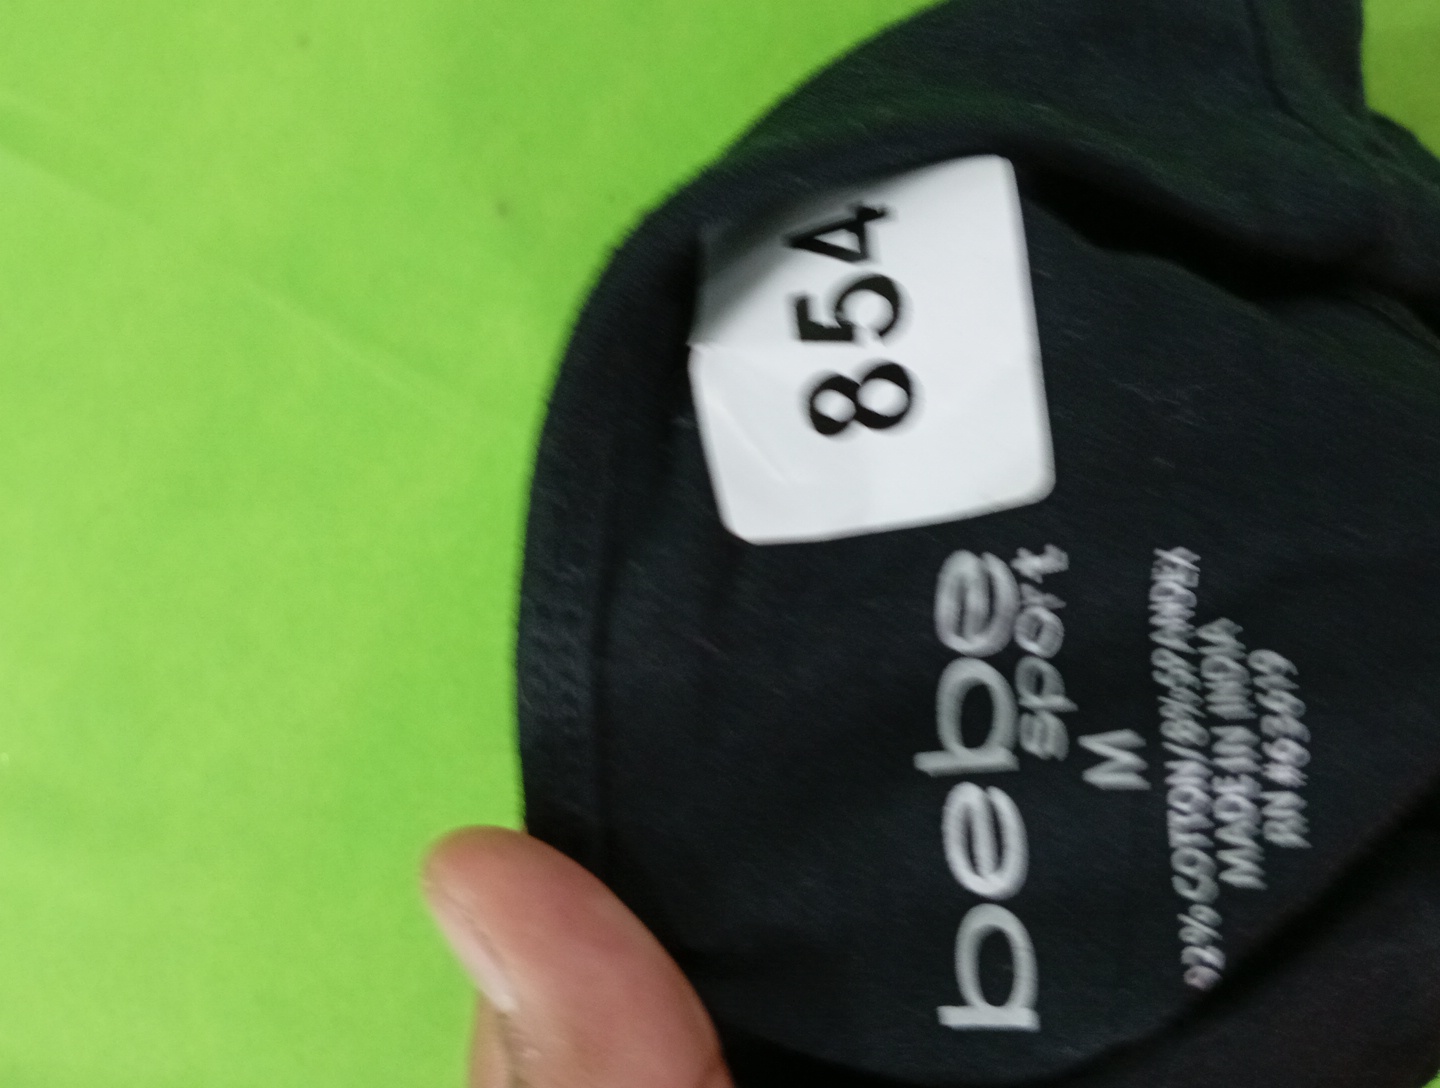 854
bebe
sport
M
92% COTTON/8% SPANDEX
MADE IN INDIA